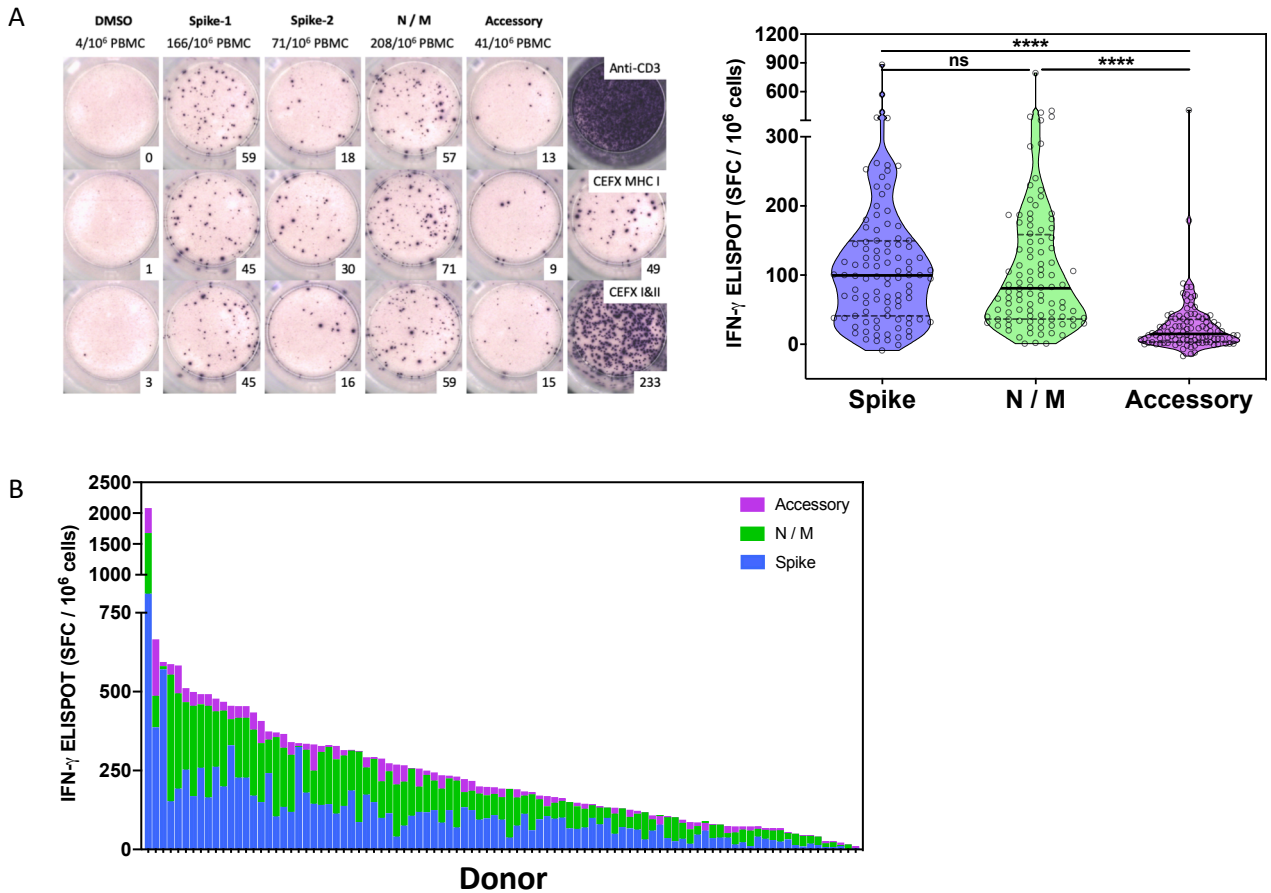 A
DMSO Spike-1 Spike-2 N / M Accessory
4/10⁶ PBMC 166/10⁶ PBMC 71/10⁶ PBMC 208/10⁶ PBMC 41/10⁶ PBMC
Anti-CD3
0 59 18 57 13
CEFX MHC I
1 45 30 71 9 49
CEFX I&II
3 45 16 59 15 233
IFN-γ ELISPOT (SFC / 10⁶ cells)
1200
900
600
300
200
100
0
****
ns ****
Spike N / M Accessory
B
IFN-γ ELISPOT (SFC / 10⁶ cells)
2500
2000
1500
1000
750
500
250
0
Accessory
N / M
Spike
Donor